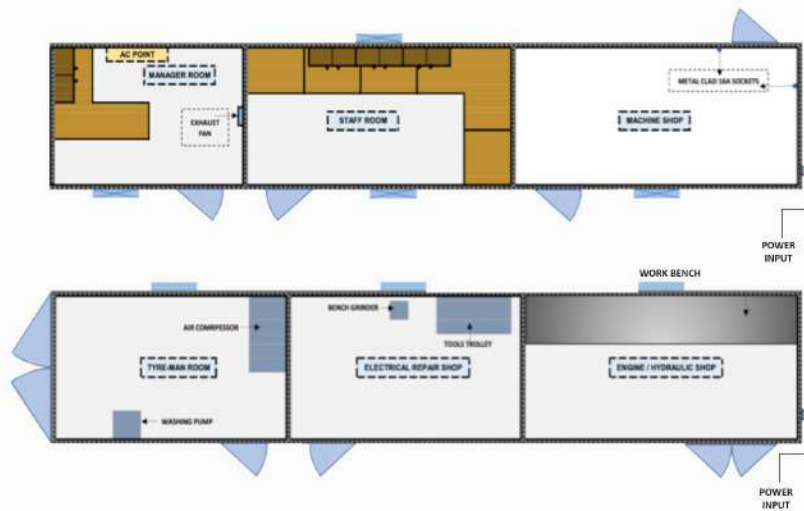 AC POINT
MANAGER ROOM
EXHAUST
FAN
STAFF ROOM
METAL CLAD 16A SOCKETS
MACHINE SHOP
POWER
INPUT
WORK BENCH
BENCH GRINDER
AIR COMRPESSOR
TOOLS TROLLEY
TYRE-MAN ROOM
ELECTRICAL REPAIR SHOP
ENGINE / HYDRAULIC SHOP
WASHING PUMP
POWER
INPUT